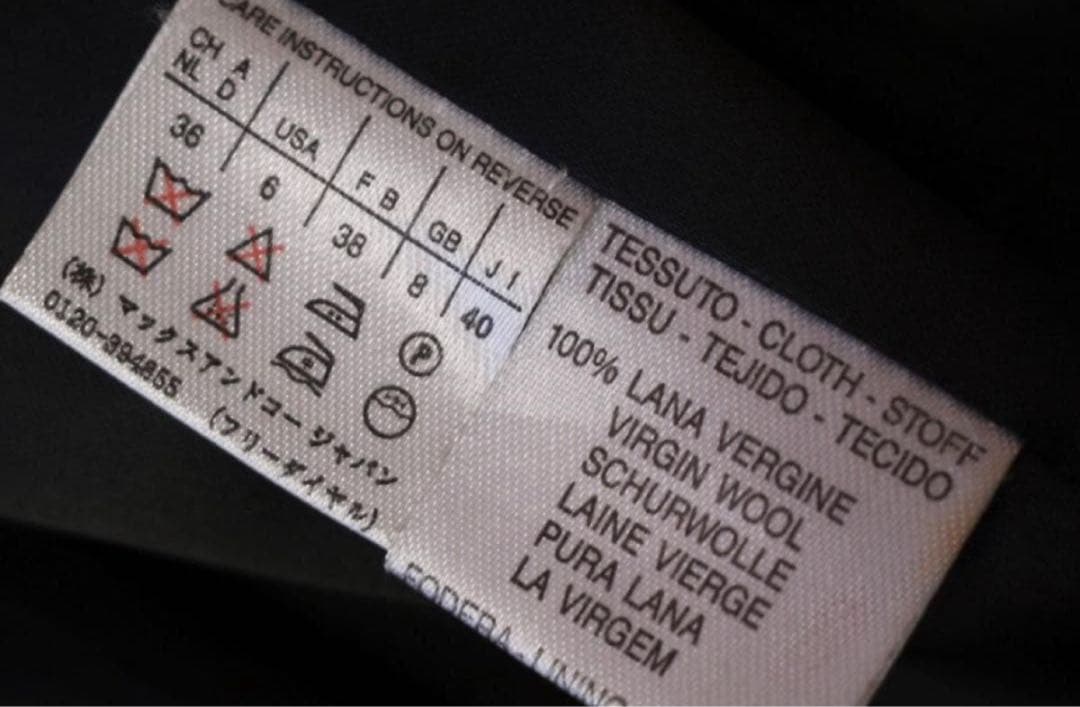 CARE INSTRUCTIONS ON REVERSE
CH A USA F B GB J I
NL D
36 6 38 8 40
P
(株) マックスアンドコー ジャパン
0120-394855 (フリーダイヤル)
TESSUTO - CLOTH - STOFF
TISSU - TEJIDO - TECIDO
100% LANA VERGINE
VIRGIN WOOL
SCHURWOLLE
LAINE VIERGE
PURA LANA
LA VIRGEM
FODERA - LINING